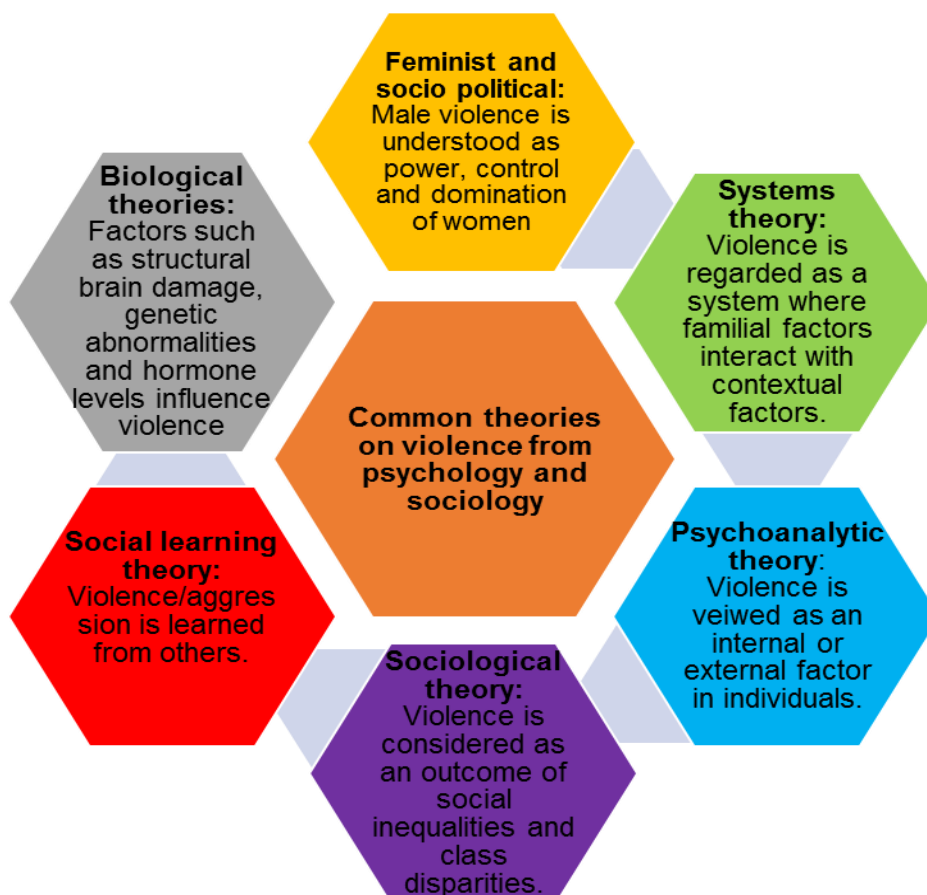 Feminist and
socio political:
Male violence is
understood as
power, control
and domination
of women
Systems
theory:
Violence is
regarded as a
system where
familial factors
interact with
contextual
factors.
Psychoanalytic
theory:
Violence is
veiwed as an
internal or
external factor
in individuals.
Sociological
theory:
Violence is
considered as
an outcome of
social
inequalities and
class
disparities.
Social learning
theory:
Violence/aggres
sion is learned
from others.
Biological
theories:
Factors such
as structural
brain damage,
genetic
abnormalities
and hormone
levels influence
violence
Common theories
on violence from
psychology and
sociology